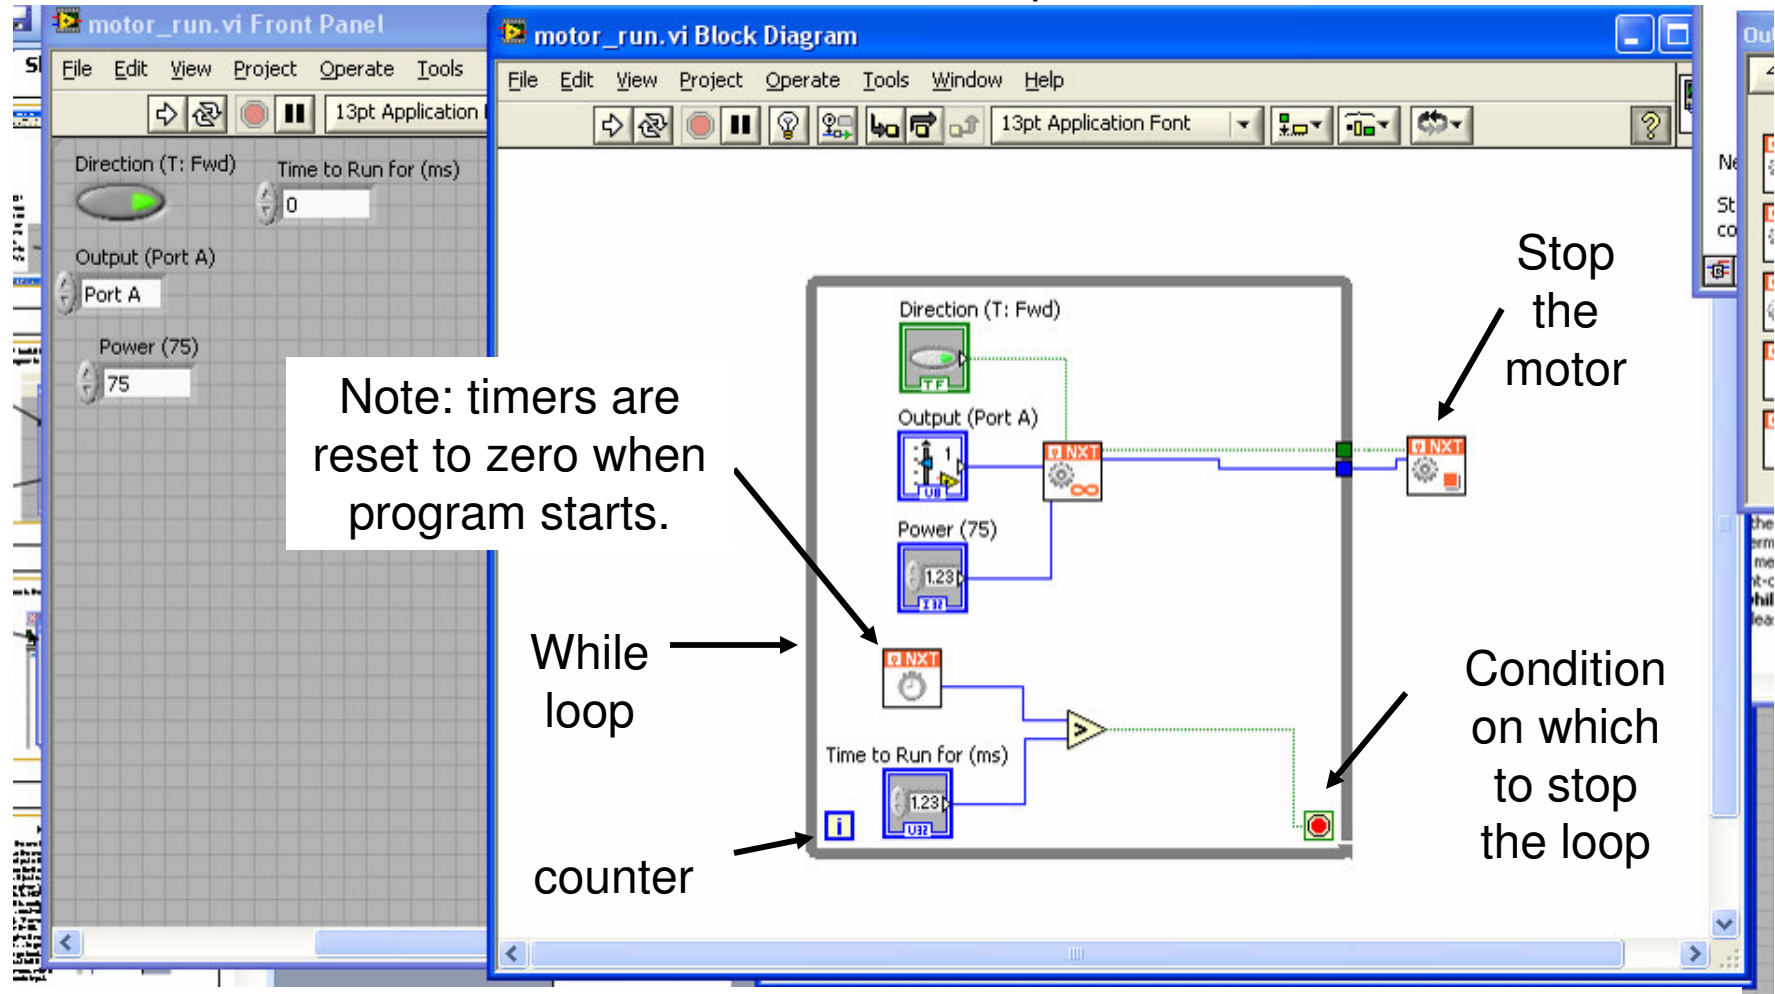 motor_run.vi Front Panel
File Edit View Project Operate Tools
13pt Application
Direction (T: Fwd)
Time to Run for (ms)
0
Output (Port A)
Port A
Power (75)
75
motor_run.vi Block Diagram
File Edit View Project Operate Tools Window Help
13pt Application Font
Direction (T: Fwd)
TF
Output (Port A)
1
U8
NXT
NXT
Power (75)
1.23
I32
NXT
>
Time to Run for (ms)
1.23
U32
i
Note: timers are
reset to zero when
program starts.
While
loop
counter
Stop
the
motor
Condition
on which
to stop
the loop